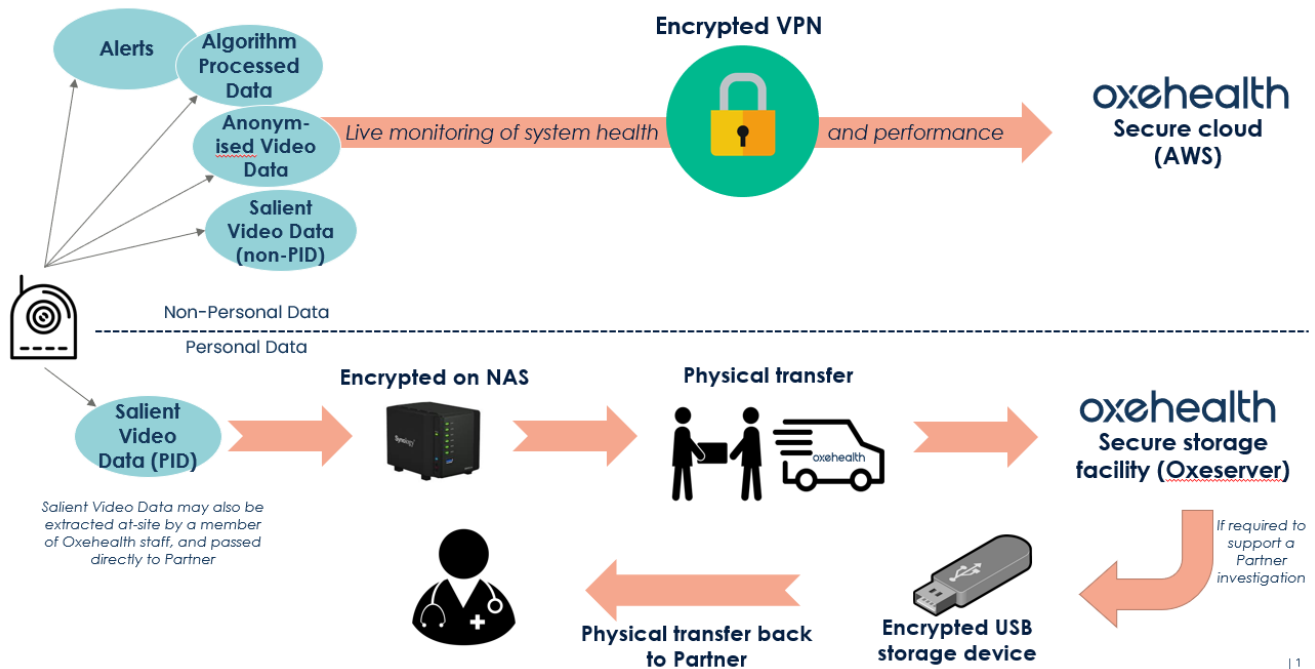 Alerts
Algorithm
Processed
Data
Anonym-
ised Video
Data
Salient
Video Data
(non-PID)
Live monitoring of system health
Encrypted VPN
and performance
oxehealth
Secure cloud
(AWS)
Non-Personal Data
Personal Data
Salient
Video
Data (PID)
Salient Video Data may also be
extracted at-site by a member
of Oxehealth staff, and passed
directly to Partner
Encrypted on NAS
Synology
Physical transfer
oxehealth
oxehealth
Secure storage
facility (Oxeserver)
If required to
support a
Partner
investigation
Encrypted USB
storage device
Physical transfer back
to Partner
| 1